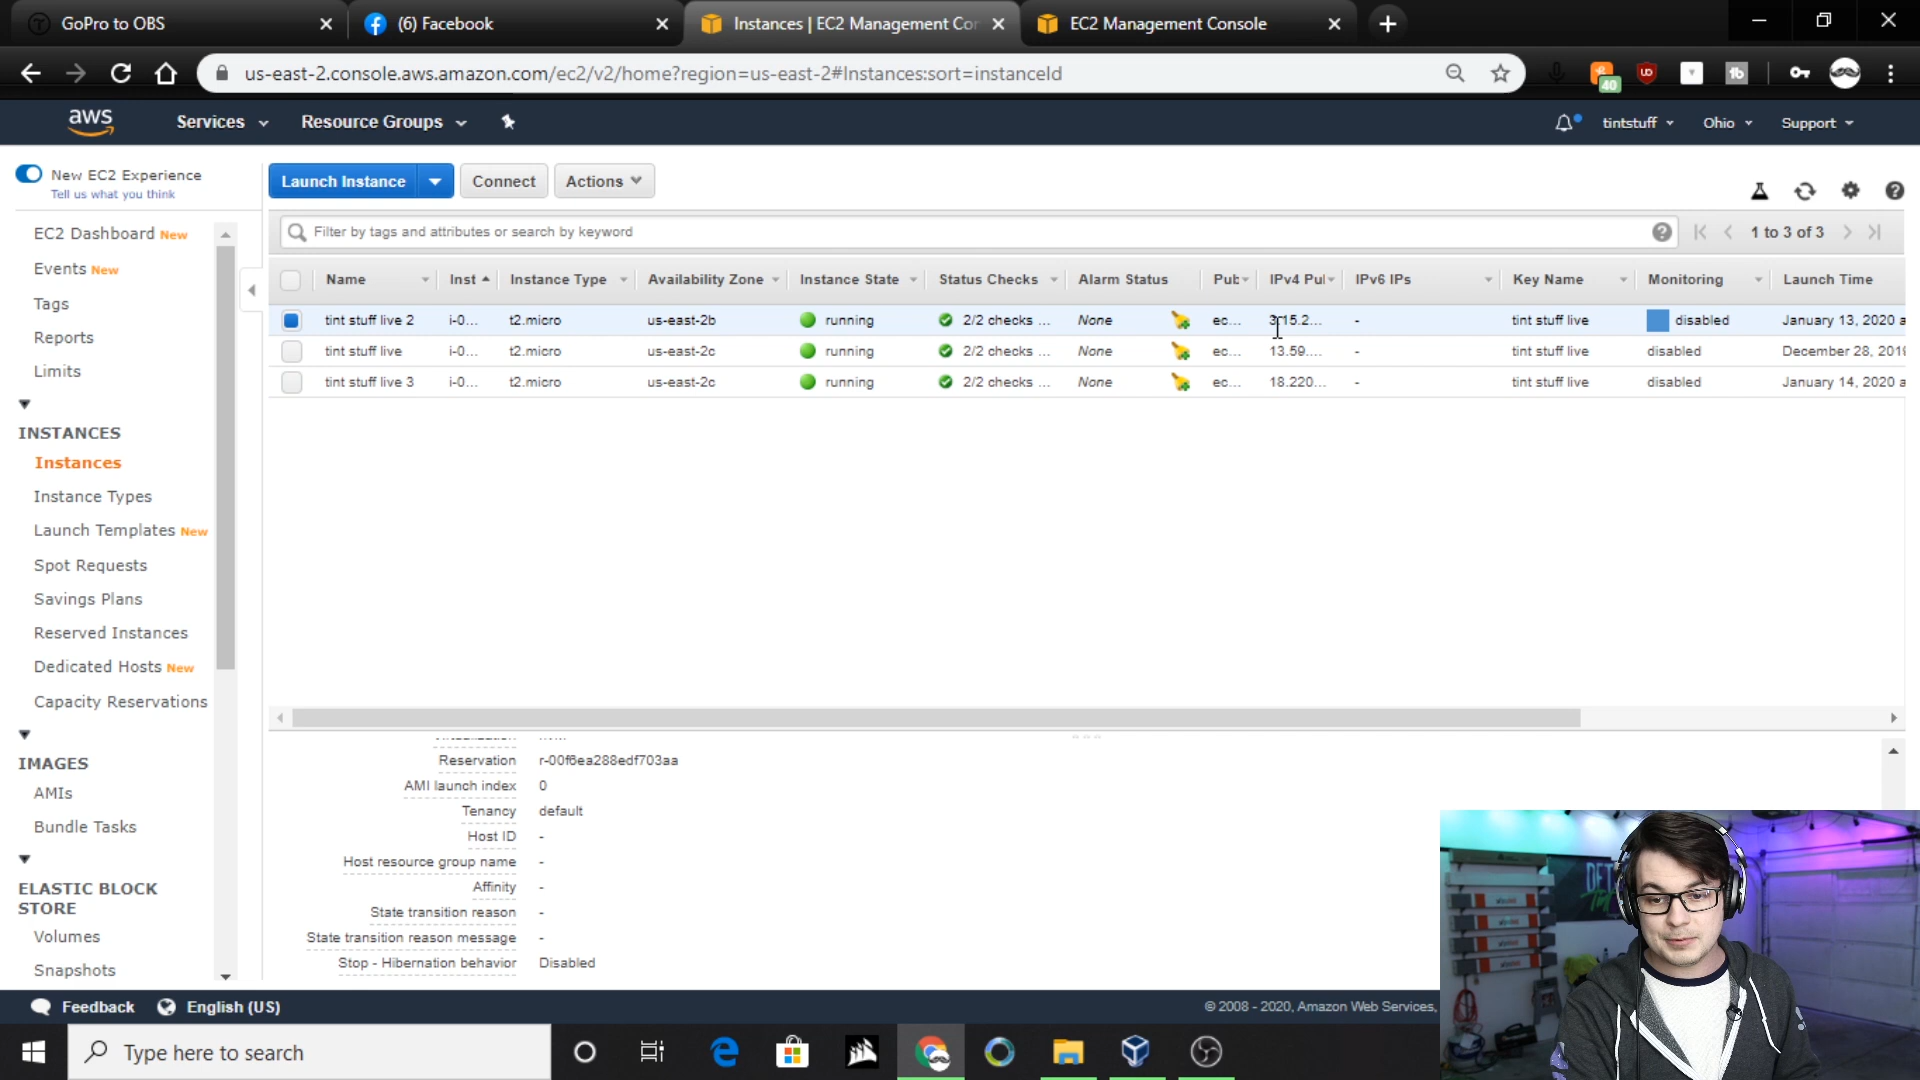 GoPro to OBS
(6) Facebook
Instances | EC2 Management Cor
EC2 Management Console
us-east-2.console.aws.amazon.com/ec2/v2/home?region=us-east-2#Instances:sort=instanceId
40
aws
Services
Resource Groups
tintstuff
Ohio
Support
New EC2 Experience
Tell us what you think
Launch Instance
Connect
Actions
Filter by tags and attributes or search by keyword
1 to 3 of 3
EC2 Dashboard New
Events New
Tags
Reports
Limits
INSTANCES
Instances
Instance Types
Launch Templates New
Spot Requests
Savings Plans
Reserved Instances
Dedicated Hosts New
Capacity Reservations
IMAGES
AMIs
Bundle Tasks
ELASTIC BLOCK
STORE
Volumes
Snapshots
Name Inst Instance Type Availability Zone Instance State Status Checks Alarm Status Pub IPv4 Pul IPv6 IPs Key Name Monitoring Launch Time
tint stuff live 2 i-0... t2.micro us-east-2b running 2/2 checks ... None ec... 3.15.2... - tint stuff live disabled January 13, 2020 a
tint stuff live i-0... t2.micro us-east-2c running 2/2 checks ... None ec... 13.59.... - tint stuff live disabled December 28, 2019
tint stuff live 3 i-0... t2.micro us-east-2c running 2/2 checks ... None ec... 18.220... - tint stuff live disabled January 14, 2020 a
Reservation r-00f6ea288edf703aa
AMI launch index 0
Tenancy default
Host ID -
Host resource group name -
Affinity -
State transition reason -
State transition reason message -
Stop - Hibernation behavior Disabled
Feedback
English (US)
© 2008 - 2020, Amazon Web Services,
Type here to search